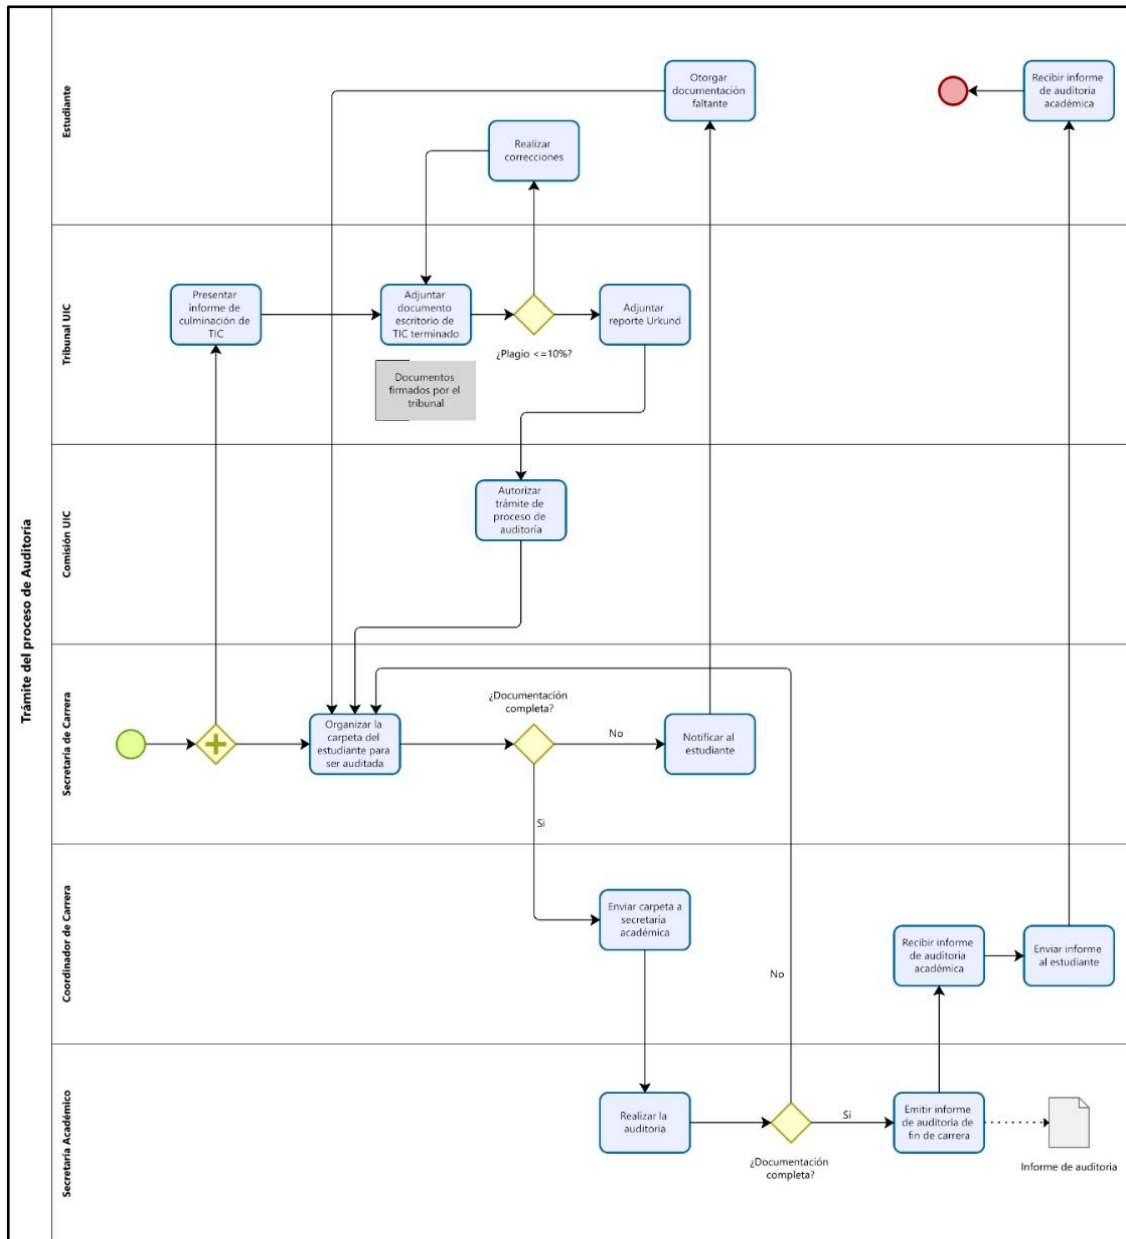 Trámite del proceso de Auditoría
Estudiante
Otorgar
documentación
faltante
Recibir informe
de auditoria
académica
Realizar
correcciones
Tribunal UIC
Presentar
informe de
culminación de
TIC
Adjuntar
documento
escritorio de
TIC terminado
¿Plagio <=10%?
Adjuntar
reporte Urkund
Documentos
firmados por el
tribunal
Comisión UIC
Autorizar
trámite de
proceso de
auditoría
Secretaría de Carrera
Organizar la
carpeta del
estudiante para
ser auditada
¿Documentación
completa?
No
Notificar al
estudiante
Si
Coordinador de Carrera
Enviar carpeta a
secretaría
académica
No
Recibir informe
de auditoria
académica
Enviar informe
al estudiante
Secretaría Académico
Realizar la
auditoria
¿Documentación
completa?
Si
Emitir informe
de auditoria de
fin de carrera
Informe de auditoria